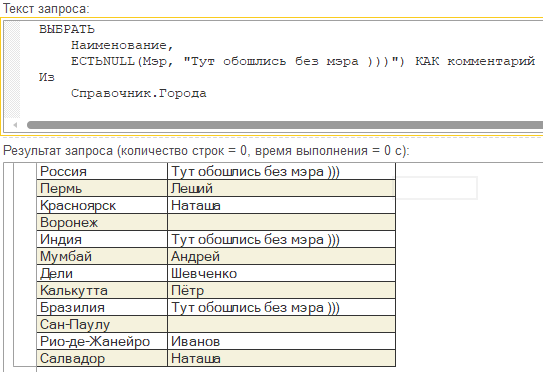 Текст запроса:
ВЫБРАТЬ
Наименование,
ЕСТЬNULL(Мэр, "Тут обошлись без мэра )))") КАК комментарий
Из
Справочник.Города
Результат запроса (количество строк = 0, время выполнения = 0 с):
Россия Тут обошлись без мэра )))
Пермь Леший
Красноярск Наташа
Воронеж
Индия Тут обошлись без мэра )))
Мумбай Андрей
Дели Шевченко
Калькутта Пётр
Бразилия Тут обошлись без мэра )))
Сан-Паулу
Рио-де-Жанейро Иванов
Салвадор Наташа